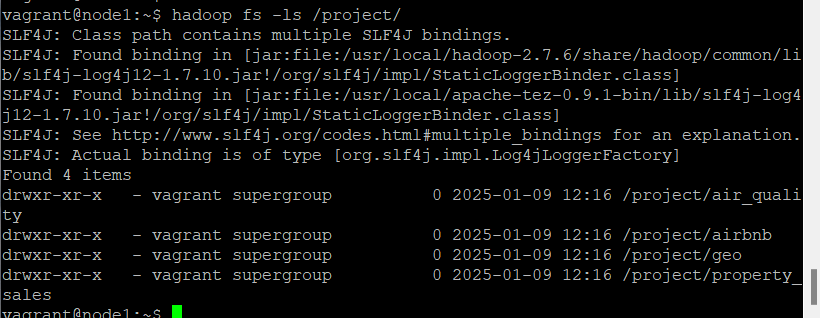 vagrant@node1:~$ hadoop fs -ls /project/
SLF4J: Class path contains multiple SLF4J bindings.
SLF4J: Found binding in [jar:file:/usr/local/hadoop-2.7.6/share/hadoop/common/li
b/slf4j-log4j12-1.7.10.jar!/org/slf4j/impl/StaticLoggerBinder.class]
SLF4J: Found binding in [jar:file:/usr/local/apache-tez-0.9.1-bin/lib/slf4j-log4
j12-1.7.10.jar!/org/slf4j/impl/StaticLoggerBinder.class]
SLF4J: See http://www.slf4j.org/codes.html#multiple_bindings for an explanation.
SLF4J: Actual binding is of type [org.slf4j.impl.Log4jLoggerFactory]
Found 4 items
drwxr-xr-x   - vagrant supergroup          0 2025-01-09 12:16 /project/air_quali
ty
drwxr-xr-x   - vagrant supergroup          0 2025-01-09 12:16 /project/airbnb
drwxr-xr-x   - vagrant supergroup          0 2025-01-09 12:16 /project/geo
drwxr-xr-x   - vagrant supergroup          0 2025-01-09 12:16 /project/property_
sales
vagrant@node1:~$